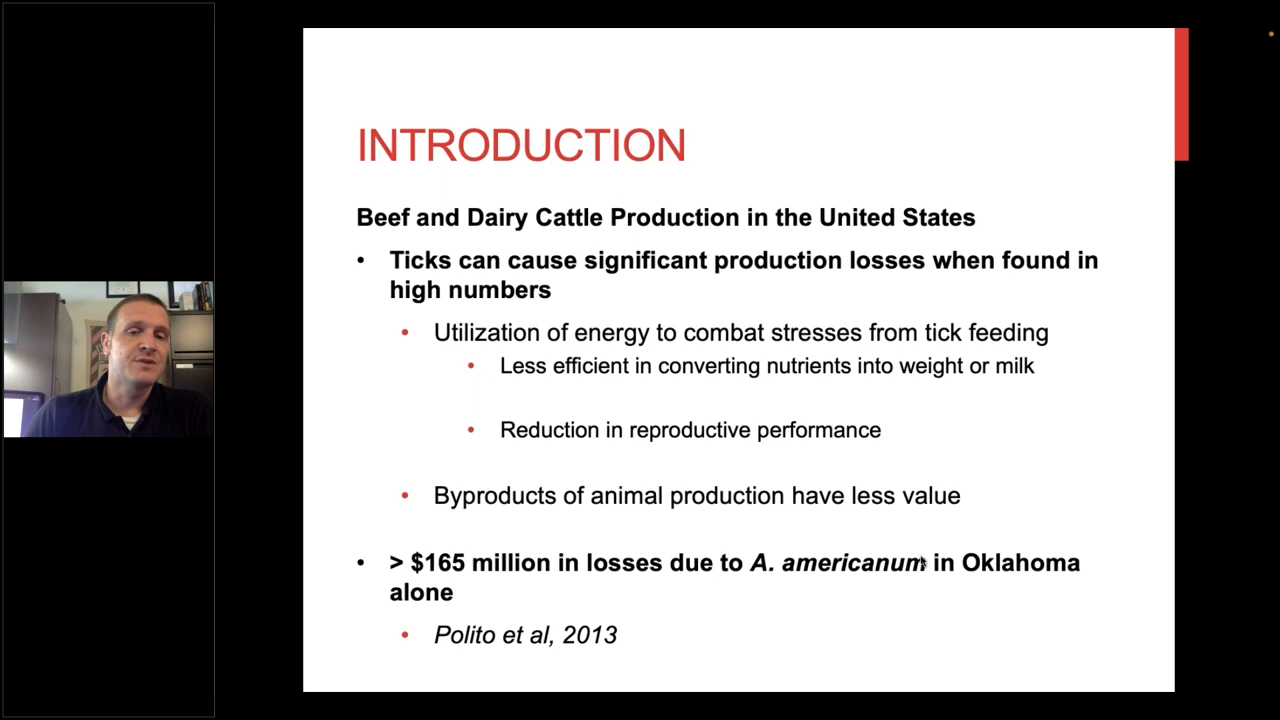 INTRODUCTION
Beef and Dairy Cattle Production in the United States
• Ticks can cause significant production losses when found in
high numbers
• Utilization of energy to combat stresses from tick feeding
• Less efficient in converting nutrients into weight or milk
• Reduction in reproductive performance
• Byproducts of animal production have less value
• > $165 million in losses due to A. americanum in Oklahoma
alone
• Polito et al, 2013